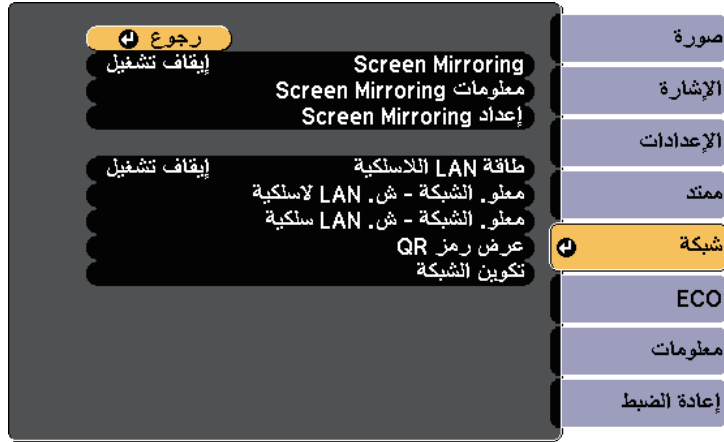 صورة
الإشارة
الإعدادات
ممتد
شبكة
ECO
معلومات
إعادة الضبط
رجوع
Screen Mirroring إيقاف تشغيل
معلومات Screen Mirroring
إعداد Screen Mirroring
طاقة LAN اللاسلكية إيقاف تشغيل
معلو. الشبكة - ش. LAN لاسلكية
معلو. الشبكة - ش. LAN سلكية
عرض رمز QR
تكوين الشبكة